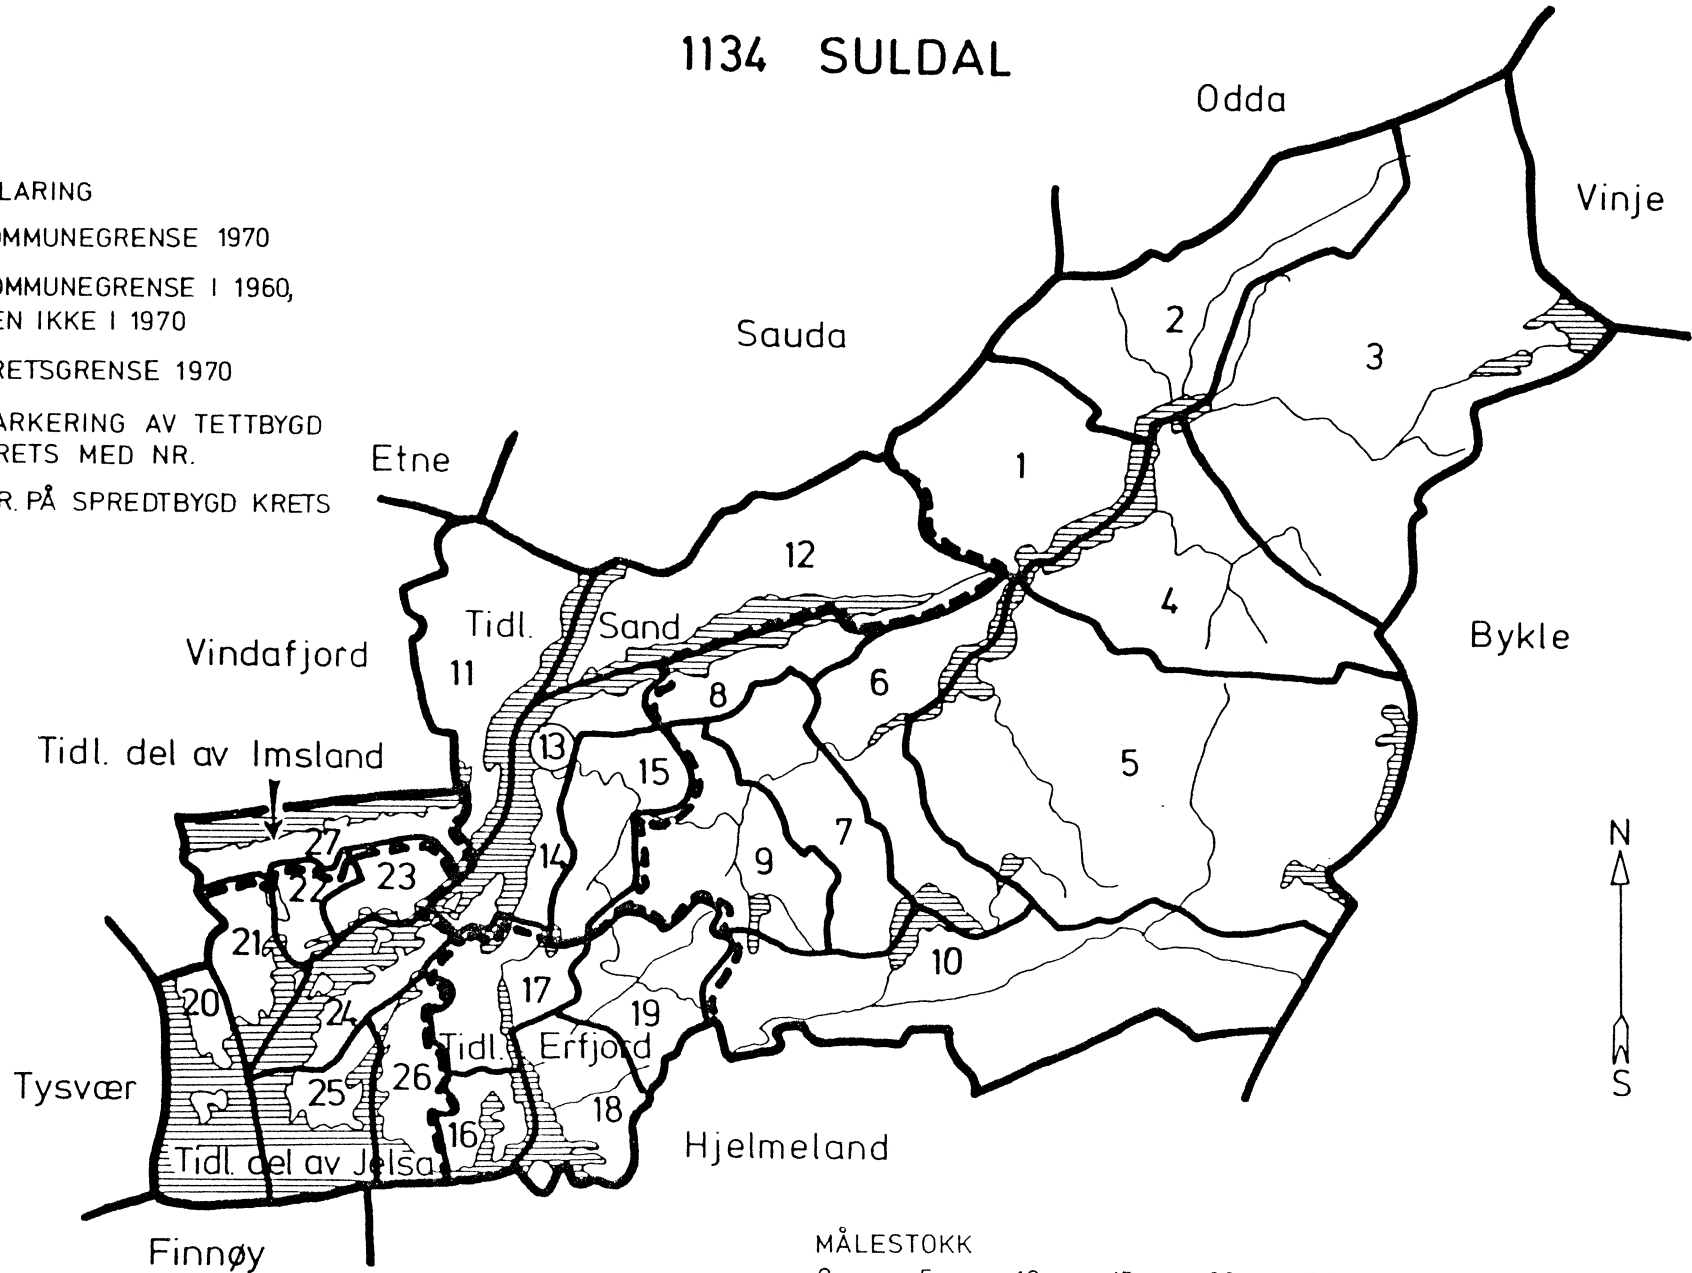 1134 SULDAL
Odda
Vinje
LARING
OMMUNEGRENSE 1970
OMMUNEGRENSE I 1960,
EN IKKE I 1970
RETSGRENSE 1970
ARKERING AV TETTBYGD
RETS MED NR.
R. PÅ SPREDTBYGD KRETS
Sauda
Etne
2
3
1
12
4
Tidl. Sand
Vindafjord
Bykle
11
6
8
13
Tidl. del av Imsland
15
5
27
7
14
9
22
23
21
10
20
24
17
19
Tidl. Erfjord
Tysvær
25
26
18
16
N
S
Hjelmeland
Tidl. del av Jelsa
Finnøy
MÅLESTOKK